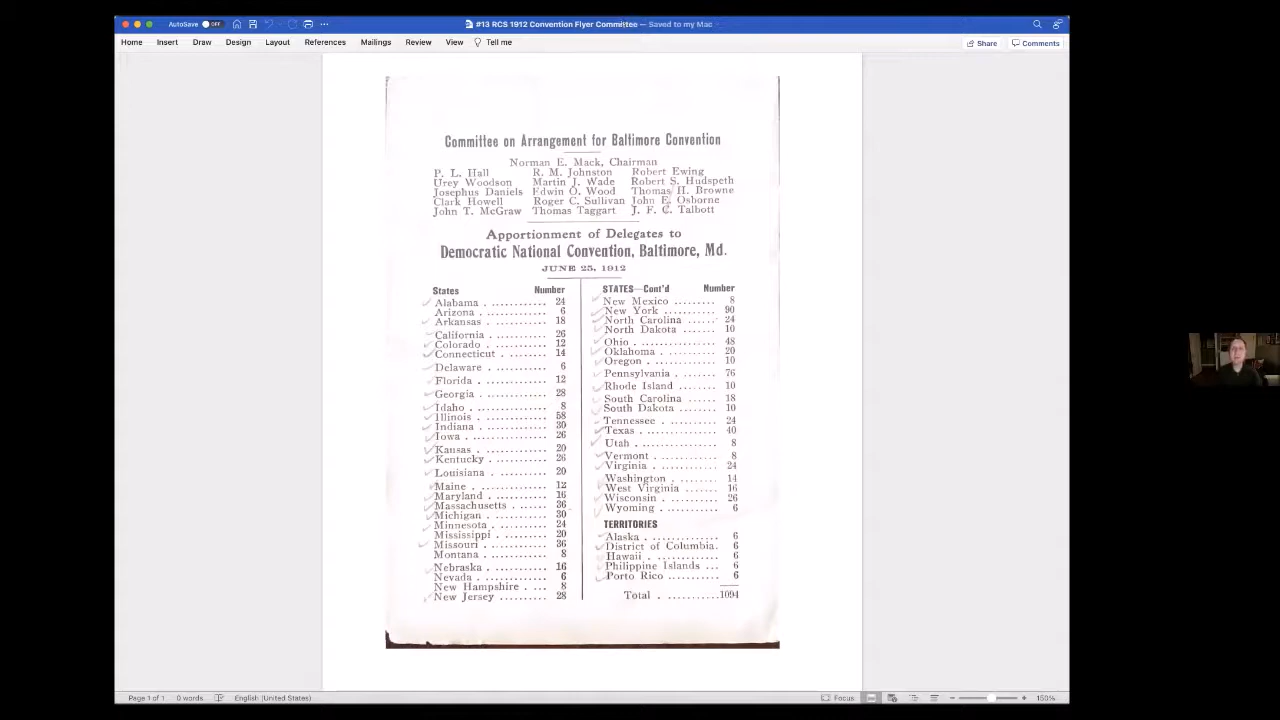 AutoSave OFF
#13 RCS 1912 Convention Flyer Committee — Saved to my Mac
Home Insert Draw Design Layout References Mailings Review View Tell me
Share Comments
Committee on Arrangement for Baltimore Convention
Norman E. Mack, Chairman
P. L. Hall R. M. Johnston Robert Ewing
Urey Woodson Martin J. Wade Robert S. Hudspeth
Josephus Daniels Edwin O. Wood Thomas H. Browne
Clark Howell Roger C. Sullivan John E. Osborne
John T. McGraw Thomas Taggart J. F. C. Talbott
Apportionment of Delegates to
Democratic National Convention, Baltimore, Md.
JUNE 25, 1912
States Number
Alabama . ............ 24
Arizona . ............ 6
Arkansas . ........... 18
California . .......... 26
Colorado . ........... 12
Connecticut . ........ 14
Delaware . ........... 6
Florida . ............ 12
Georgia . ............ 28
Idaho . .............. 8
Illinois . ............ 58
Indiana . ............ 30
Iowa . ............... 26
Kansas . ............. 20
Kentucky . ........... 26
Louisiana . .......... 20
Maine . .............. 12
Maryland . ........... 16
Massachusetts . ...... 36
Michigan . ........... 30
Minnesota . .......... 24
Mississippi . ......... 20
Missouri . ........... 36
Montana . ............ 8
Nebraska . ........... 16
Nevada . ............. 6
New Hampshire . ... 8
New Jersey . ......... 28
STATES—Cont'd Number
New Mexico ......... 8
New York . .......... 90
North Carolina ...... 24
North Dakota ....... 10
Ohio . ............... 48
Oklahoma . .......... 20
Oregon . ............. 10
Pennsylvania . ....... 76
Rhode Island ........ 10
South Carolina ...... 18
South Dakota ........ 10
Tennessee . .......... 24
Texas . .............. 40
Utah . ............... 8
Vermont . ........... 8
Virginia . ............ 24
Washington . ........ 14
West Virginia ....... 16
Wisconsin . .......... 26
Wyoming . ........... 6
TERRITORIES
Alaska . ............. 6
District of Columbia. 6
Hawaii . ............. 6
Philippine Islands ... 6
Porto Rico ........... 6
Total . ...........1094
Page 1 of 1 0 words English (United States) Focus 150%